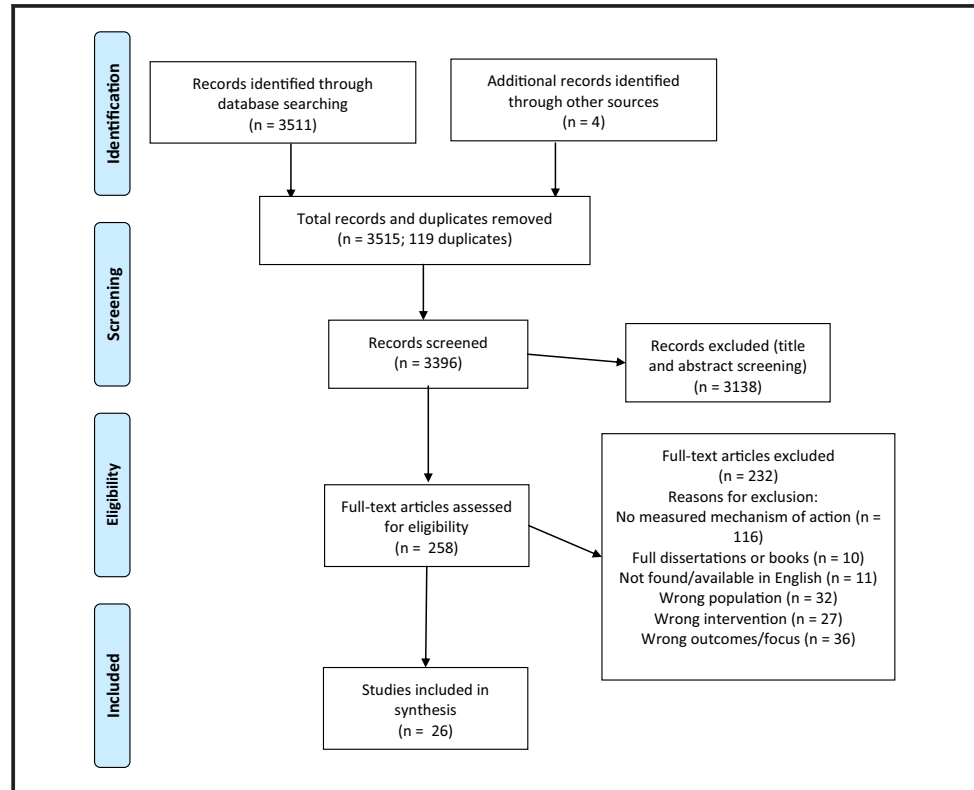 Identification
Records identified through
database searching
(n = 3511)
Additional records identified
through other sources
(n = 4)
Total records and duplicates removed
(n = 3515; 119 duplicates)
Screening
Records screened
(n = 3396)
Records excluded (title
and abstract screening)
(n = 3138)
Eligibility
Full-text articles assessed
for eligibility
(n = 258)
Full-text articles excluded
(n = 232)
Reasons for exclusion:
No measured mechanism of action (n =
116)
Full dissertations or books (n = 10)
Not found/available in English (n = 11)
Wrong population (n = 32)
Wrong intervention (n = 27)
Wrong outcomes/focus (n = 36)
Included
Studies included in
synthesis
(n = 26)